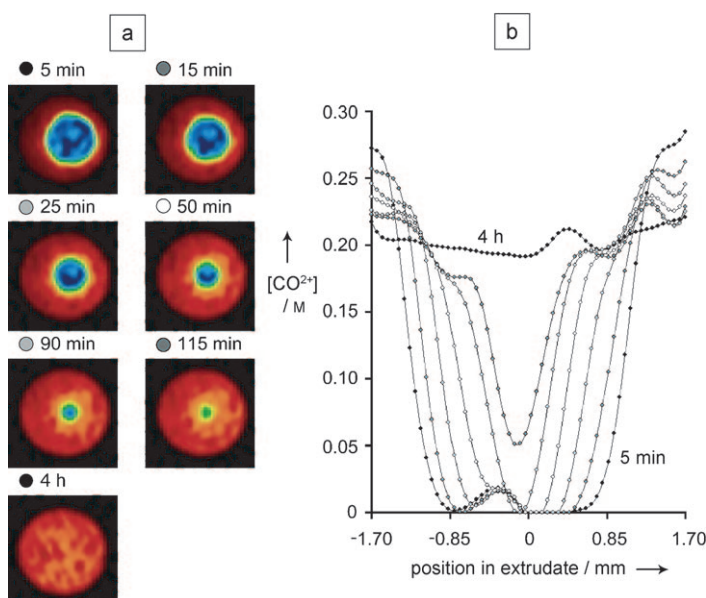 a
5 min
15 min
25 min
50 min
90 min
115 min
4 h
b
[CO²⁺]
/ M
0.30
0.25
0.20
0.15
0.10
0.05
0
4 h
5 min
-1.70
-0.85
0
0.85
1.70
position in extrudate / mm